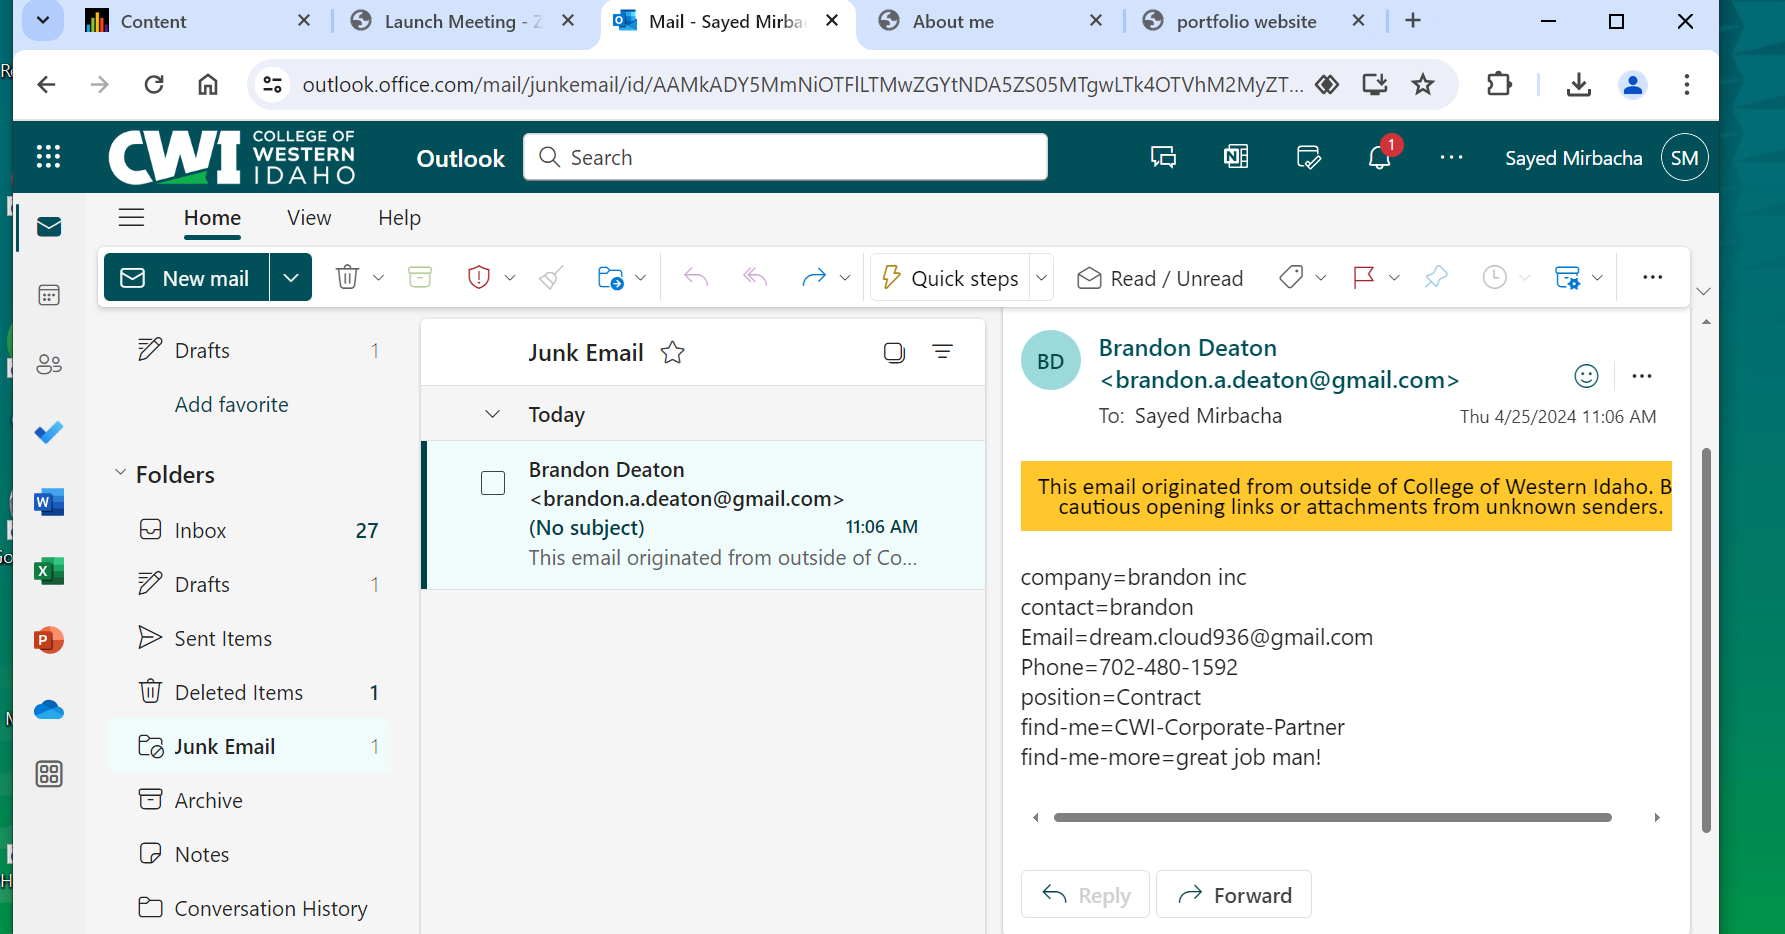 Content
Launch Meeting - Z
Mail - Sayed Mirba
About me
portfolio website
outlook.office.com/mail/junkemail/id/AAMkADY5MmNiOTFlLTMwZGYtNDA5ZS05MTgwLTk4OTVhM2MyZT...
CWI COLLEGE OF
WESTERN
IDAHO
Outlook
Search
1
Sayed Mirbacha
SM
Home
View
Help
New mail
Quick steps
Read / Unread
Drafts 1
Add favorite
Folders
Inbox 27
Drafts 1
Sent Items
Deleted Items 1
Junk Email 1
Archive
Notes
Conversation History
Junk Email
Today
Brandon Deaton
<brandon.a.deaton@gmail.com>
(No subject) 11:06 AM
This email originated from outside of Co...
BD
Brandon Deaton
<brandon.a.deaton@gmail.com>
To: Sayed Mirbacha
Thu 4/25/2024 11:06 AM
This email originated from outside of College of Western Idaho. B
cautious opening links or attachments from unknown senders.
company=brandon inc
contact=brandon
Email=dream.cloud936@gmail.com
Phone=702-480-1592
position=Contract
find-me=CWI-Corporate-Partner
find-me-more=great job man!
Reply
Forward